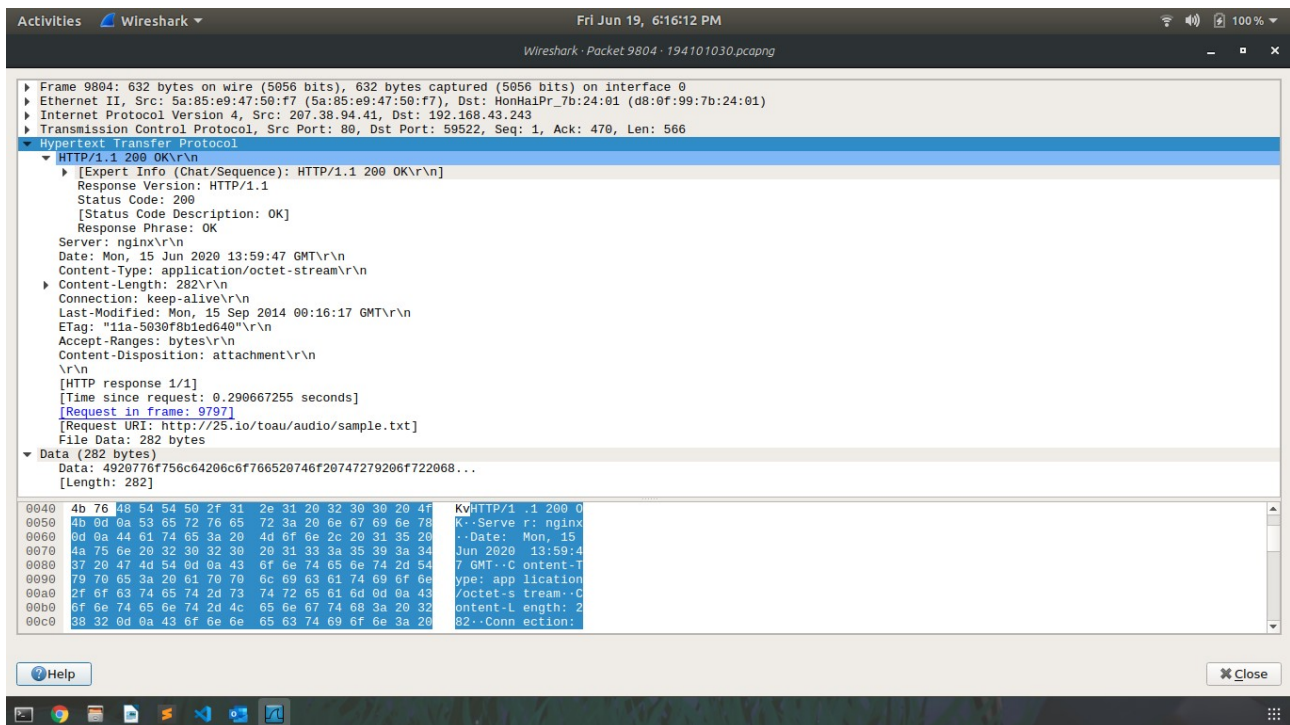 Activities Wireshark Fri Jun 19, 6:16:12 PM 100 %
Wireshark · Packet 9804 · 194101030.pcapng
Frame 9804: 632 bytes on wire (5056 bits), 632 bytes captured (5056 bits) on interface 0
Ethernet II, Src: 5a:85:e9:47:50:f7 (5a:85:e9:47:50:f7), Dst: HonHaiPr_7b:24:01 (d8:0f:99:7b:24:01)
Internet Protocol Version 4, Src: 207.38.94.41, Dst: 192.168.43.243
Transmission Control Protocol, Src Port: 80, Dst Port: 59522, Seq: 1, Ack: 470, Len: 566
Hypertext Transfer Protocol
HTTP/1.1 200 OK\r\n
[Expert Info (Chat/Sequence): HTTP/1.1 200 OK\r\n]
Response Version: HTTP/1.1
Status Code: 200
[Status Code Description: OK]
Response Phrase: OK
Server: nginx\r\n
Date: Mon, 15 Jun 2020 13:59:47 GMT\r\n
Content-Type: application/octet-stream\r\n
Content-Length: 282\r\n
Connection: keep-alive\r\n
Last-Modified: Mon, 15 Sep 2014 00:16:17 GMT\r\n
ETag: "11a-5030f8b1ed640"\r\n
Accept-Ranges: bytes\r\n
Content-Disposition: attachment\r\n
\r\n
[HTTP response 1/1]
[Time since request: 0.290667255 seconds]
[Request in frame: 9797]
[Request URI: http://25.io/toau/audio/sample.txt]
File Data: 282 bytes
Data (282 bytes)
Data: 4920776f756c64206c6f766520746f20747279206f722068...
[Length: 282]
0040 4b 76 48 54 54 50 2f 31 2e 31 20 32 30 30 20 4f KvHTTP/1 .1 200 O
0050 4b 0d 0a 53 65 72 76 65 72 3a 20 6e 67 69 6e 78 K··Serve r: nginx
0060 0d 0a 44 61 74 65 3a 20 4d 6f 6e 2c 20 31 35 20 ··Date: Mon, 15
0070 4a 75 6e 20 32 30 32 30 20 31 33 3a 35 39 3a 34 Jun 2020 13:59:4
0080 37 20 47 4d 54 0d 0a 43 6f 6e 74 65 6e 74 2d 54 7 GMT··C ontent-T
0090 79 70 65 3a 20 61 70 70 6c 69 63 61 74 69 6f 6e ype: app lication
00a0 2f 6f 63 74 65 74 2d 73 74 72 65 61 6d 0d 0a 43 /octet-s tream··C
00b0 6f 6e 74 65 6e 74 2d 4c 65 6e 67 74 68 3a 20 32 ontent-L ength: 2
00c0 38 32 0d 0a 43 6f 6e 6e 65 63 74 69 6f 6e 3a 20 82··Conn ection:
Help Close